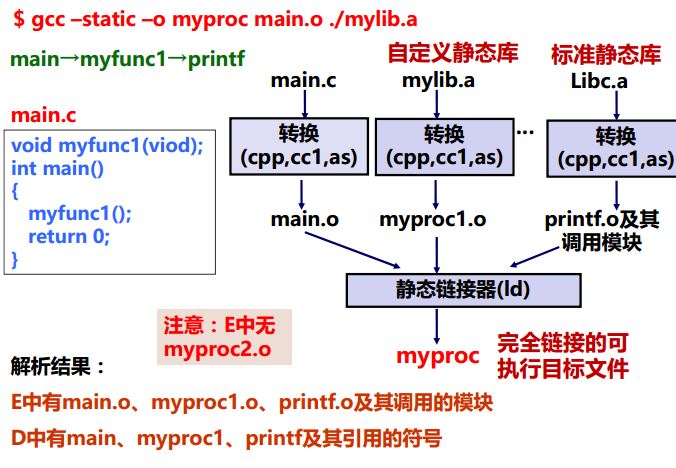 $ gcc –static –o myproc main.o ./mylib.a
main→myfunc1→printf
自定义静态库
标准静态库
main.c
mylib.a
Libc.a
main.c
void myfunc1(viod);
int main()
{
myfunc1();
return 0;
}
转换
(cpp,cc1,as)
转换
(cpp,cc1,as)
...
转换
(cpp,cc1,as)
main.o
myproc1.o
printf.o及其
调用模块
静态链接器(ld)
注意：E中无
myproc2.o
myproc
完全链接的可
执行目标文件
解析结果：
E中有main.o、myproc1.o、printf.o及其调用的模块
D中有main、myproc1、printf及其引用的符号